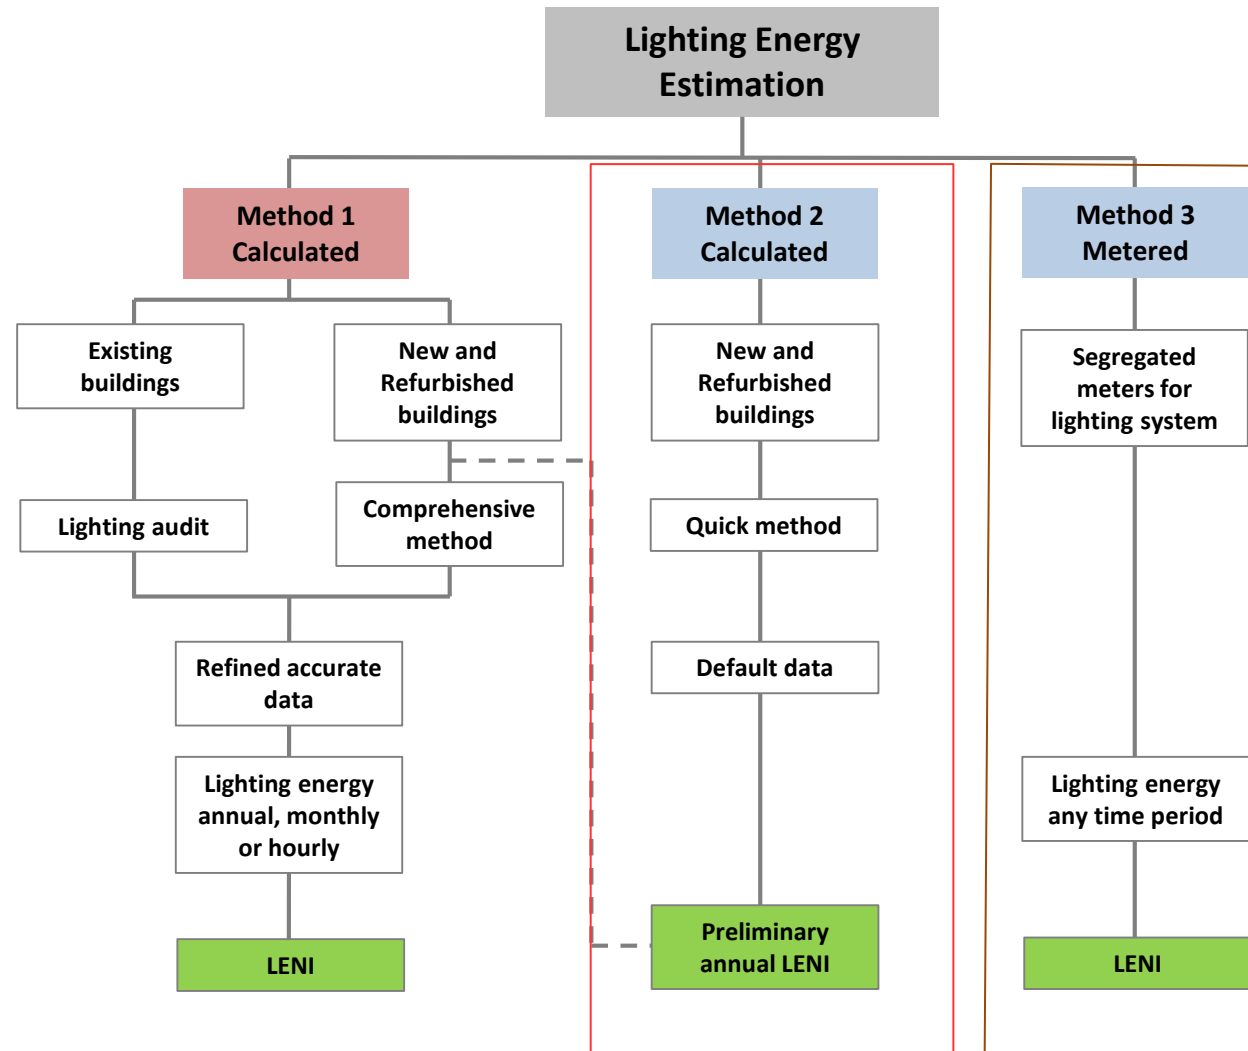 Lighting Energy
Estimation
Method 1
Calculated
Existing
buildings
New and
Refurbished
buildings
Lighting audit
Comprehensive
method
Refined accurate
data
Lighting energy
annual, monthly
or hourly
LENI
Method 2
Calculated
New and
Refurbished
buildings
Quick method
Default data
Preliminary
annual LENI
Method 3
Metered
Segregated
meters for
lighting system
Lighting energy
any time period
LENI